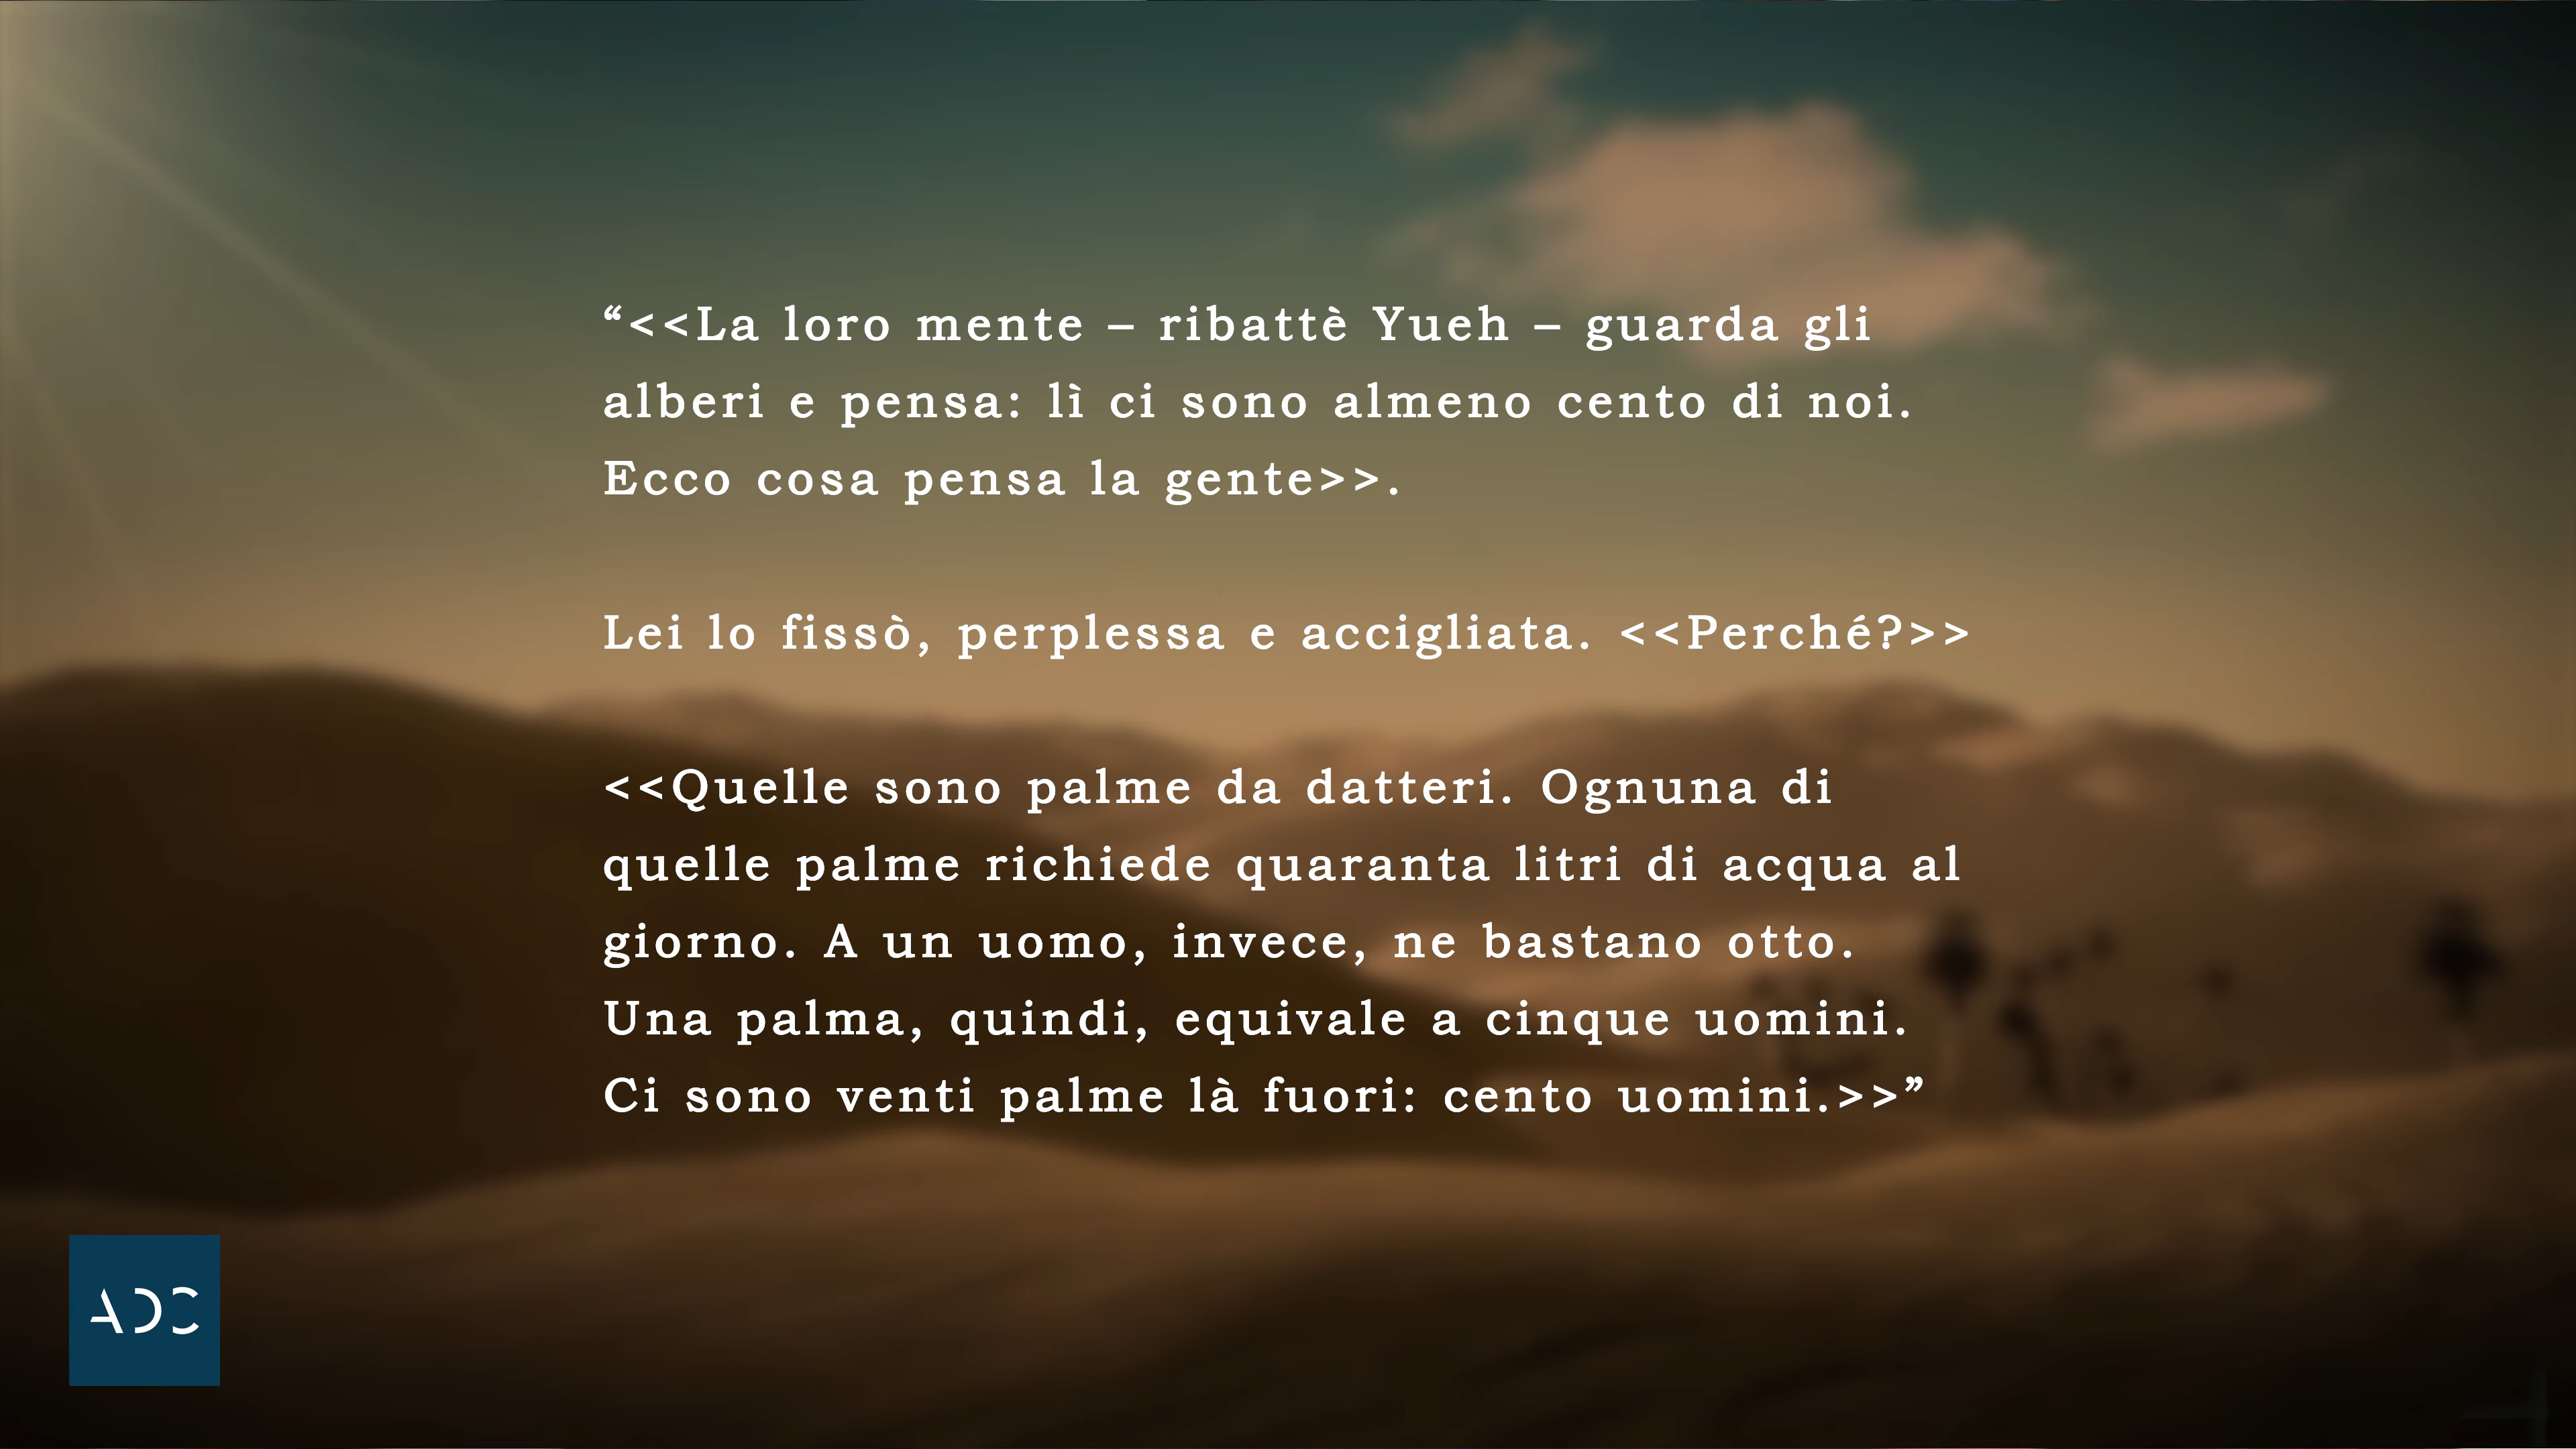 “<<La loro mente – ribattè Yueh – guarda gli
alberi e pensa: lì ci sono almeno cento di noi.
Ecco cosa pensa la gente>>.
Lei lo fissò, perplessa e accigliata. <<Perché?>>
<<Quelle sono palme da datteri. Ognuna di
quelle palme richiede quaranta litri di acqua al
giorno. A un uomo, invece, ne bastano otto.
Una palma, quindi, equivale a cinque uomini.
Ci sono venti palme là fuori: cento uomini.>>”
ADC